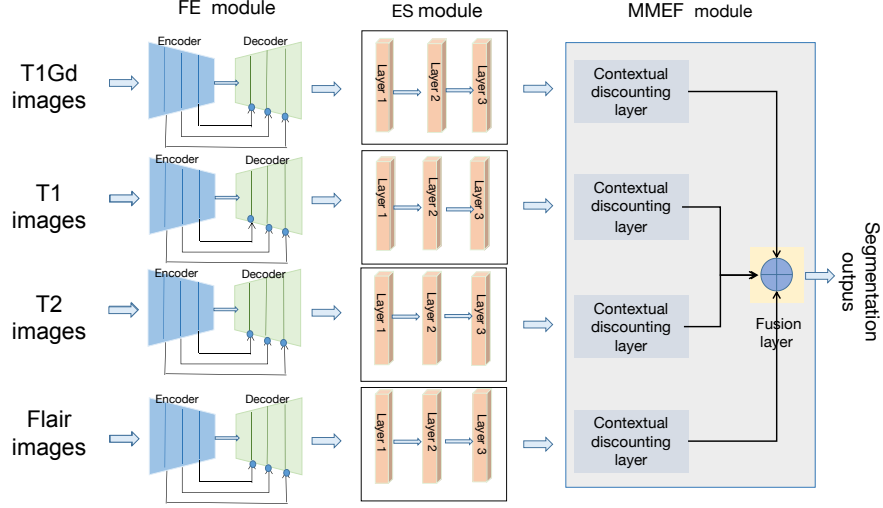 FE module
ES module
MMEF module
T1Gd
images
Encoder
Decoder
Layer 1
Layer 2
Layer 3
Contextual
discounting
layer
T1
images
Encoder
Decoder
Layer 1
Layer 2
Layer 3
Contextual
discounting
layer
T2
images
Encoder
Decoder
Layer 1
Layer 2
Layer 3
Contextual
discounting
layer
Flair
images
Encoder
Decoder
Layer 1
Layer 2
Layer 3
Contextual
discounting
layer
Fusion
layer
Segmentation
outpus